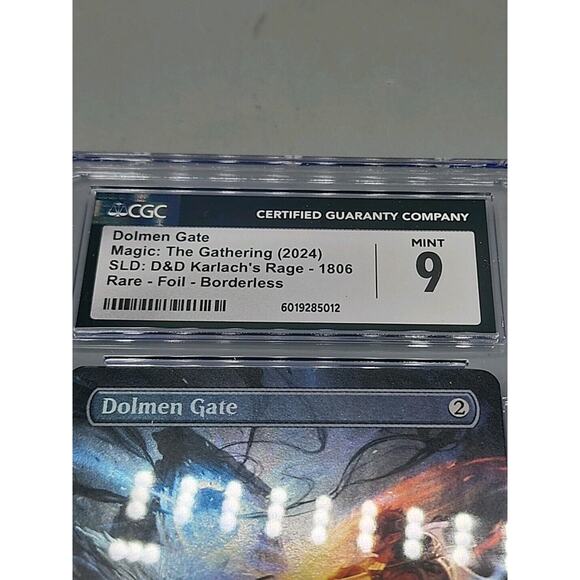 CGC
CERTIFIED GUARANTY COMPANY
Dolmen Gate
Magic: The Gathering (2024)
SLD: D&D Karlach's Rage - 1806
Rare - Foil - Borderless
6019285012
MINT
9
Dolmen Gate
2